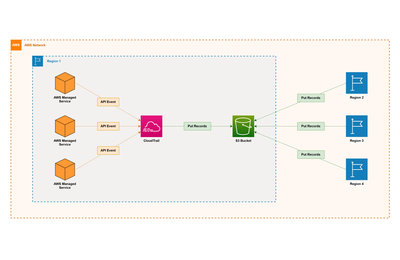 AWS
AWS Network
Region 1
AWS Managed
Service
API Event
AWS Managed
Service
API Event
AWS Managed
Service
API Event
CloudTrail
Put Records
S3 Bucket
Put Records
Region 2
Put Records
Region 3
Put Records
Region 4